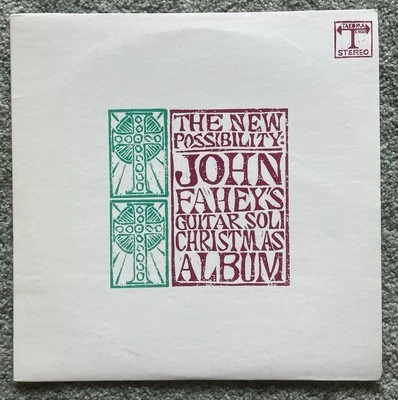 TAKOMA
T
STEREO
THE NEW
POSSIBILITY:
JOHN
FAHEY'S
GUITAR SOLI
CHRISTMAS
ALBUM